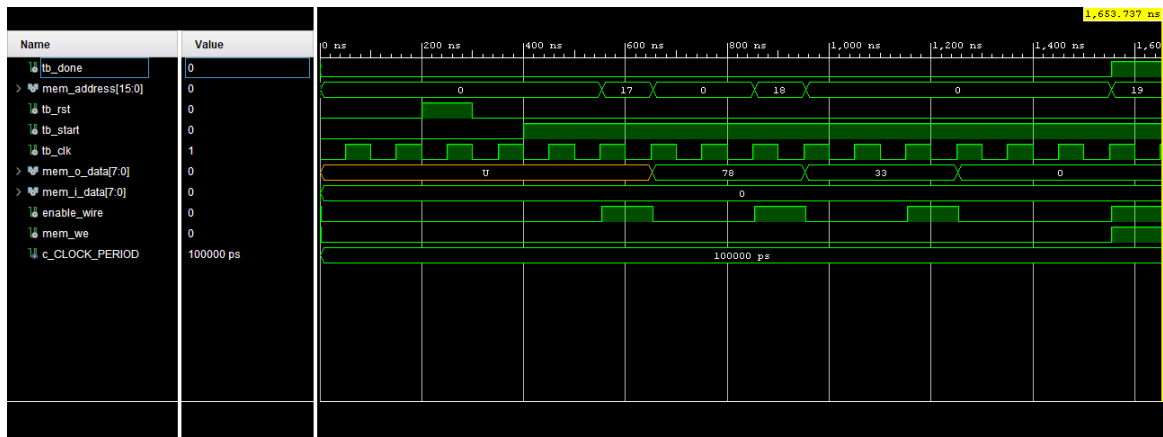 1,653.737 ns
Name Value 0 ns 200 ns 400 ns 600 ns 800 ns 1,000 ns 1,200 ns 1,400 ns 1,60
tb_done 0
mem_address[15:0] 0 0 17 0 18 0 19
tb_rst 0
tb_start 0
tb_clk 1
mem_o_data[7:0] 0 U 78 33 0
mem_i_data[7:0] 0 0
enable_wire 0
mem_we 0
c_CLOCK_PERIOD 100000 ps 100000 ps